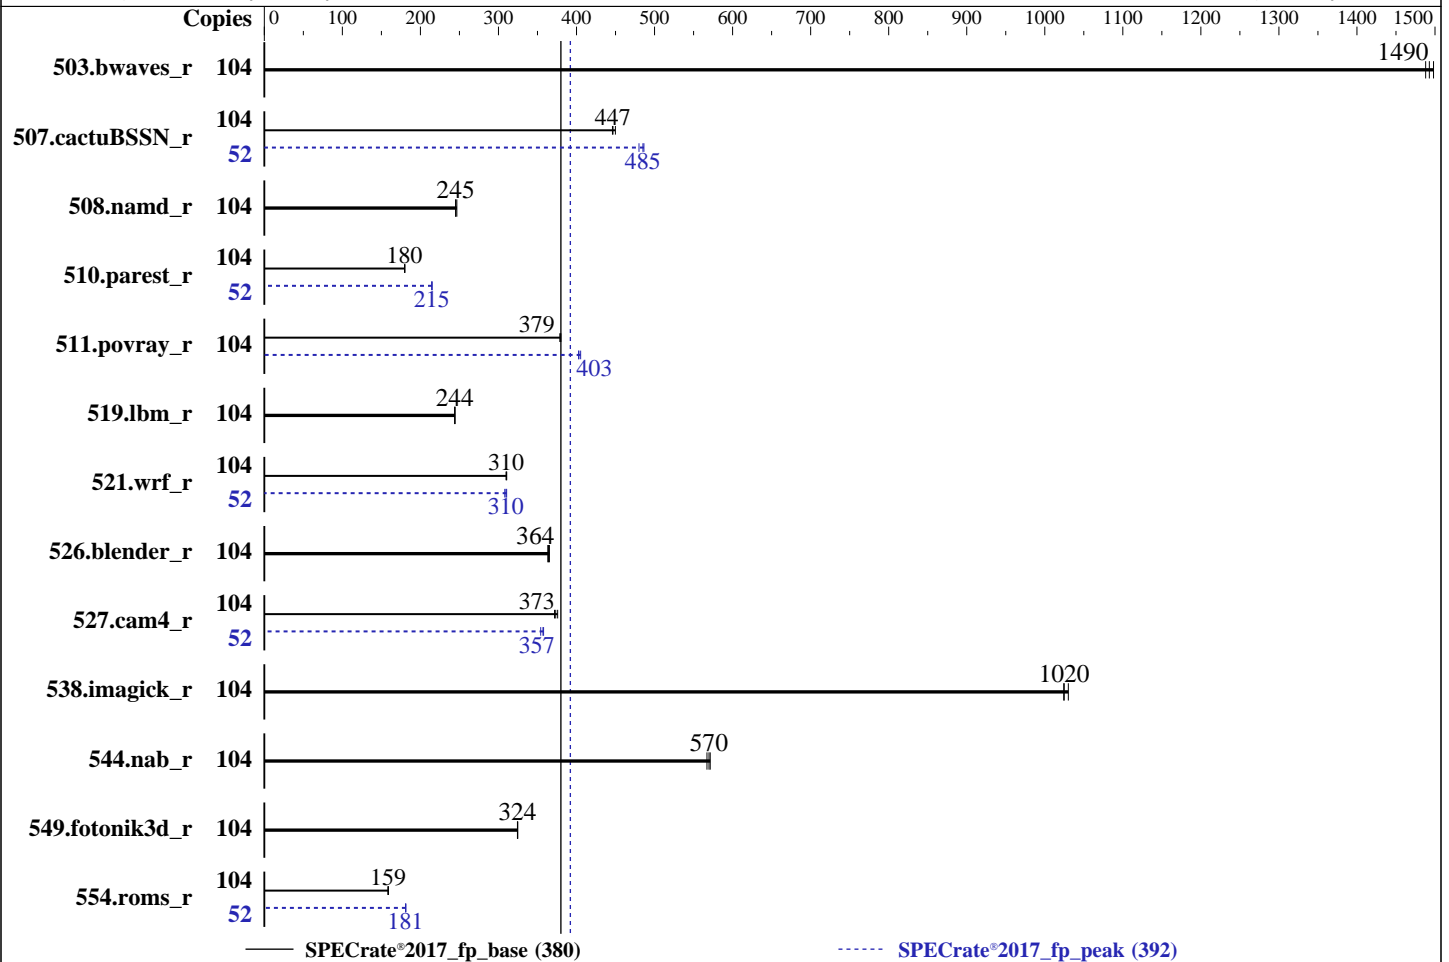 Copies 0 100 200 300 400 500 600 700 800 900 1000 1100 1200 1300 1400 1500
503.bwaves_r 104 1490
507.cactuBSSN_r 104 447
52 485
508.namd_r 104 245
510.parest_r 104 180
52 215
511.povray_r 104 379
403
519.lbm_r 104 244
521.wrf_r 104 310
52 310
526.blender_r 104 364
527.cam4_r 104 373
52 357
538.imagick_r 104 1020
544.nab_r 104 570
549.fotonik3d_r 104 324
554.roms_r 104 159
52 181
SPECrate®2017_fp_base (380) SPECrate®2017_fp_peak (392)